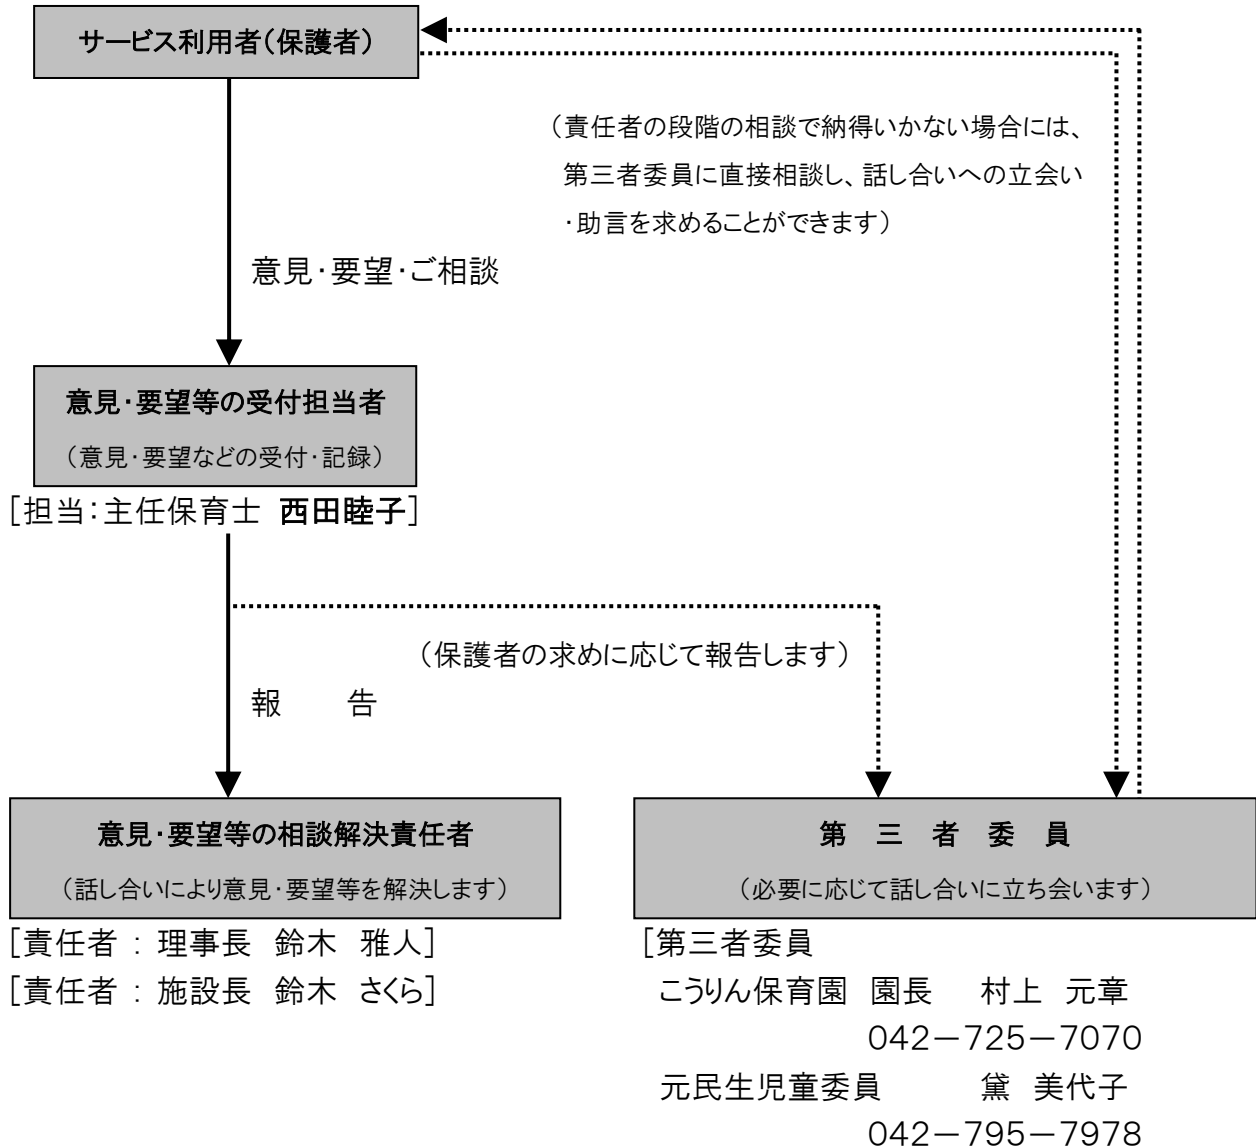 サービス利用者(保護者)
(責任者の段階の相談で納得いかない場合には、
第三者委員に直接相談し、話し合いへの立会い
・助言を求めることができます)
意見・要望・ご相談
意見・要望等の受付担当者
(意見・要望などの受付・記録)
[担当:主任保育士 西田睦子]
(保護者の求めに応じて報告します)
報 告
意見・要望等の相談解決責任者
(話し合いにより意見・要望等を解決します)
[責任者 : 理事長 鈴木 雅人]
[責任者 : 施設長 鈴木 さくら]
第 三 者 委 員
(必要に応じて話し合いに立ち会います)
[第三者委員
こうりん保育園 園長 村上 元章
042-725-7070
元民生児童委員 黛 美代子
042-795-7978